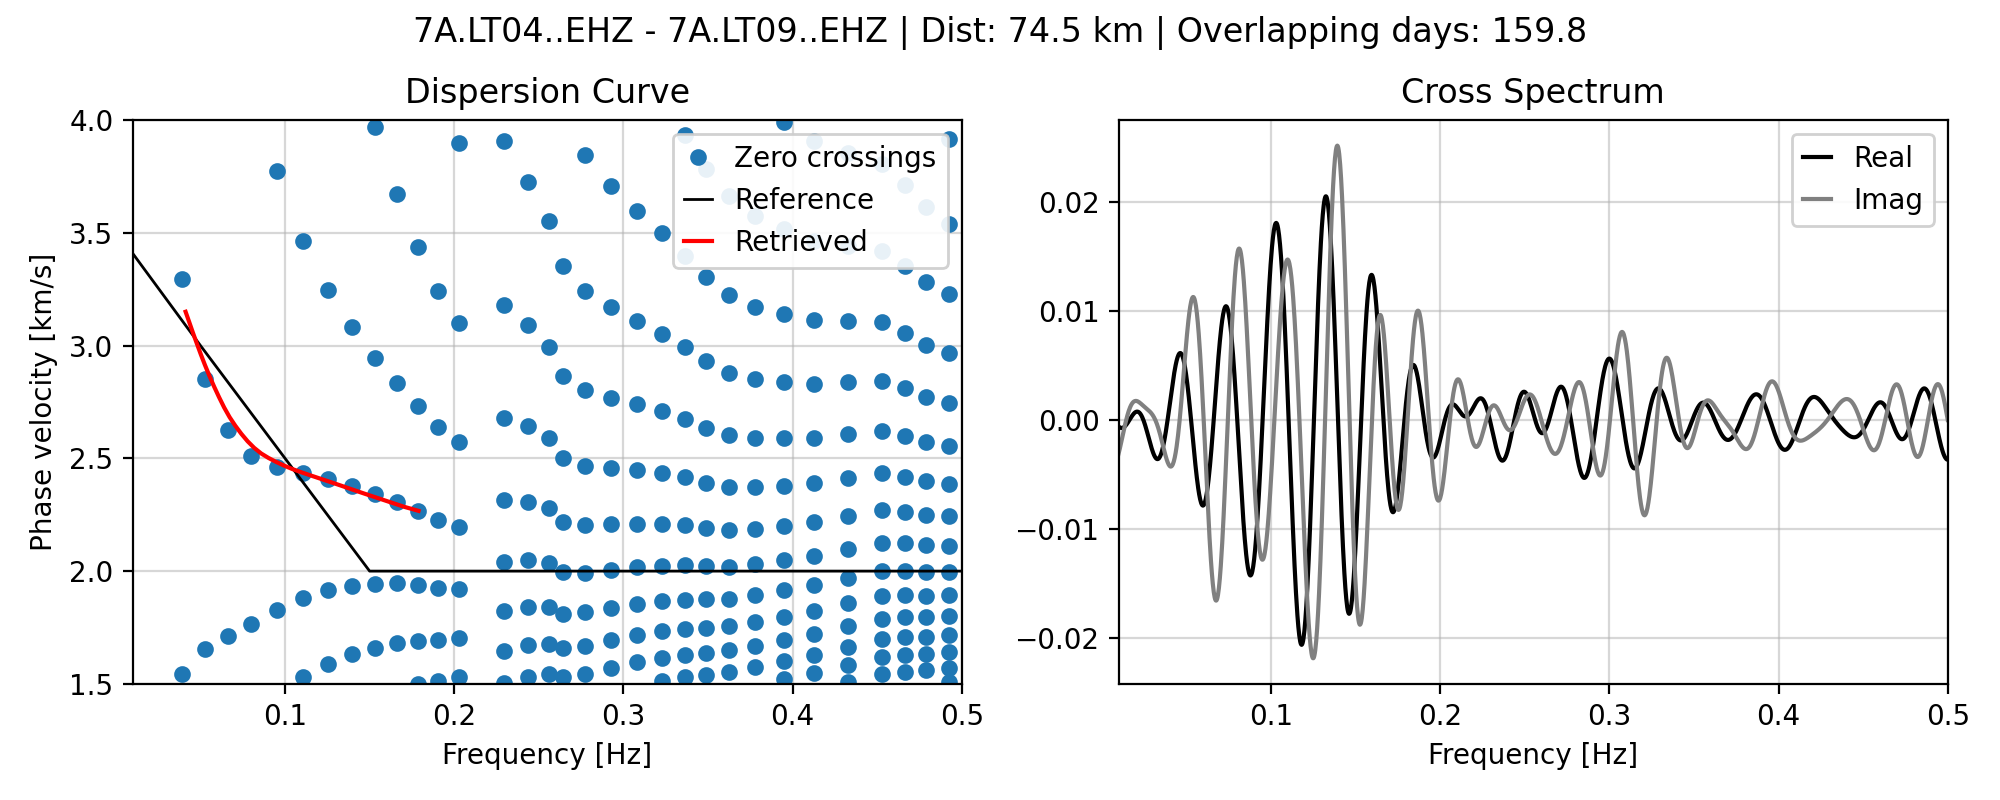 7A.LT04..EHZ - 7A.LT09..EHZ | Dist: 74.5 km | Overlapping days: 159.8
Dispersion Curve
Zero crossings
Reference
Retrieved
4.0
3.5
3.0
2.5
2.0
1.5
Phase velocity [km/s]
0.1 0.2 0.3 0.4 0.5
Frequency [Hz]
Cross Spectrum
Real
Imag
0.02
0.01
0.00
−0.01
−0.02
0.1 0.2 0.3 0.4 0.5
Frequency [Hz]